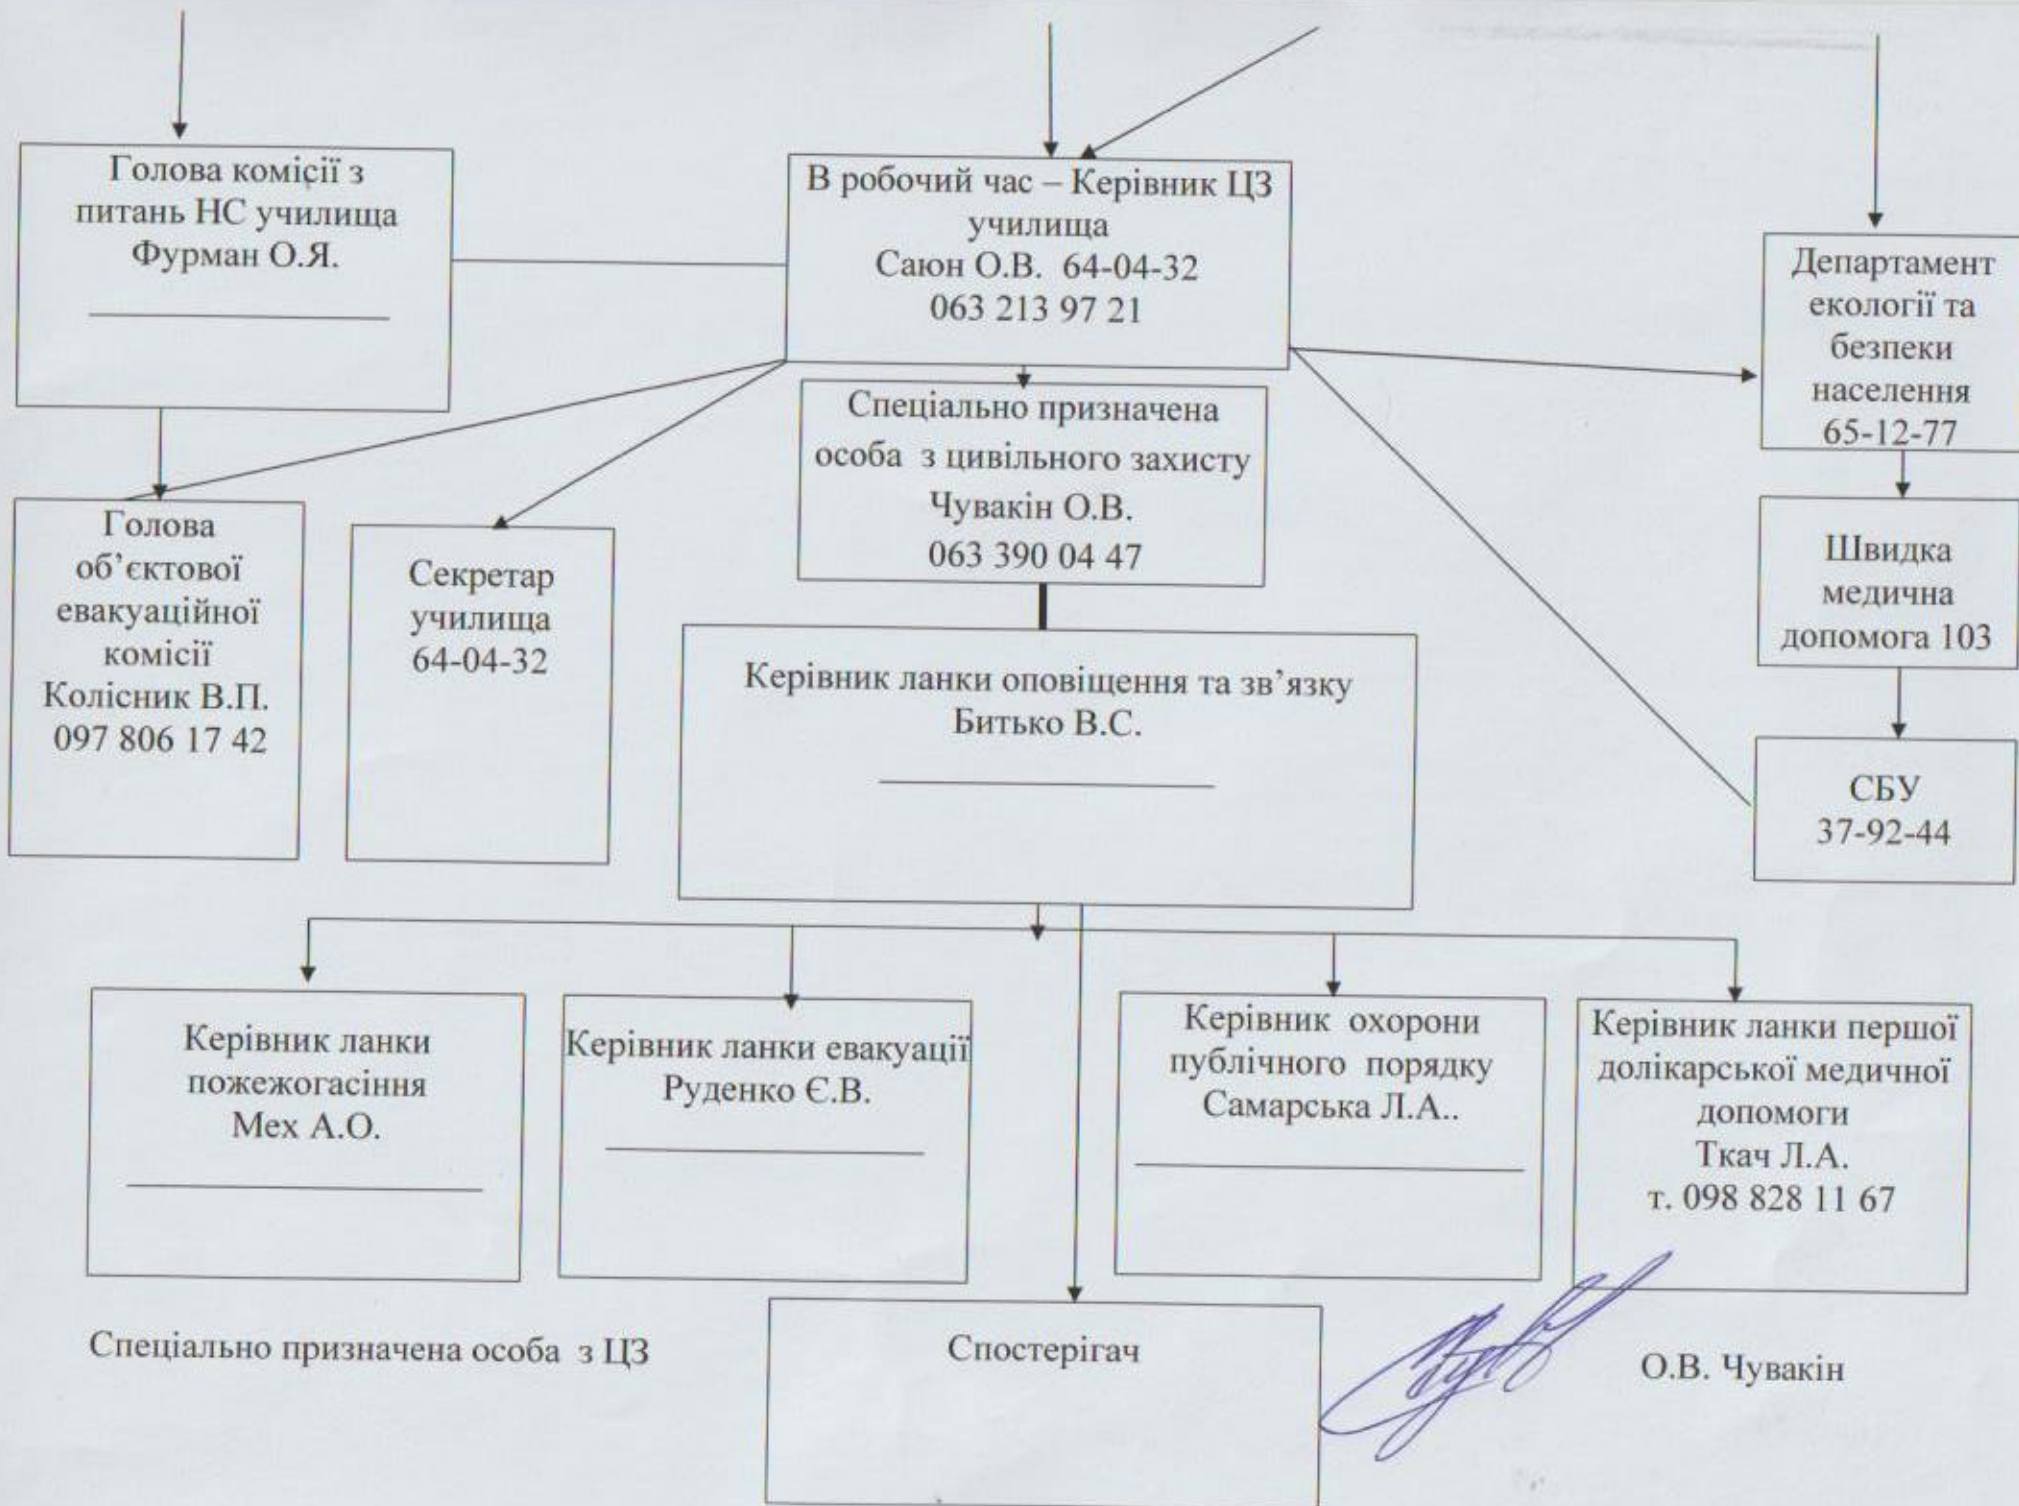 Голова комісії з
питань НС училища
Фурман О.Я.
В робочий час – Керівник ЦЗ
училища
Саюн О.В. 64-04-32
063 213 97 21
Департамент
екології та
безпеки
населення
65-12-77
Спеціально призначена
особа з цивільного захисту
Чувакін О.В.
063 390 04 47
Голова
об’єктової
евакуаційної
комісії
Колісник В.П.
097 806 17 42
Секретар
училища
64-04-32
Швидка
медична
допомога 103
Керівник ланки оповіщення та зв’язку
Битько В.С.
СБУ
37-92-44
Керівник ланки
пожежогасіння
Мех А.О.
Керівник ланки евакуації
Руденко Є.В.
Керівник охорони
публічного порядку
Самарська Л.А..
Керівник ланки першої
долікарської медичної
допомоги
Ткач Л.А.
т. 098 828 11 67
Спеціально призначена особа з ЦЗ
Спостерігач
О.В. Чувакін